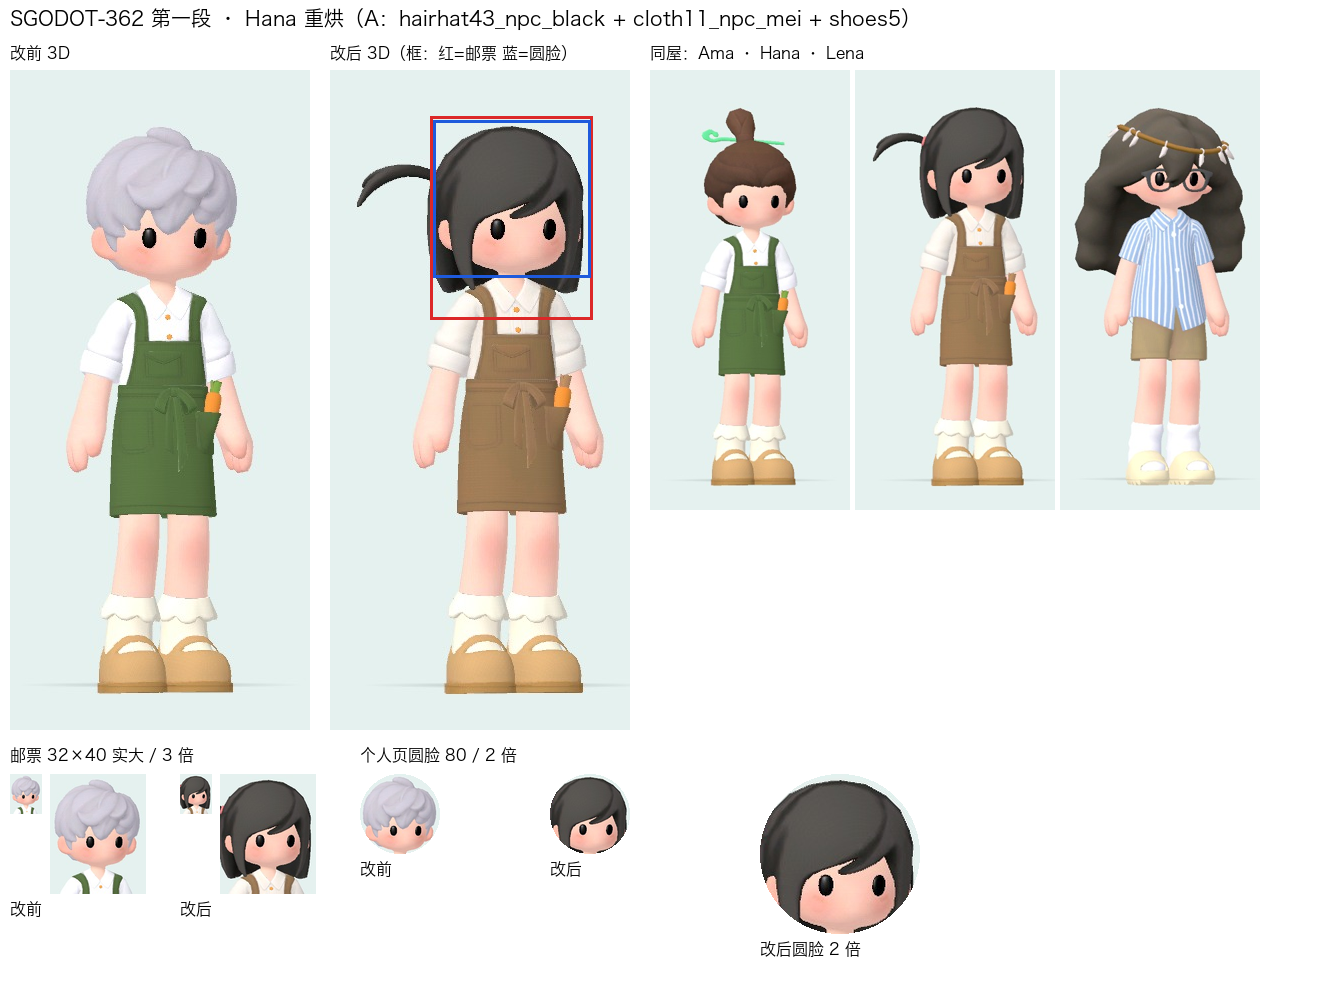 SGODOT-362 第一段 · Hana 重烘（A：hairhat43_npc_black + cloth11_npc_mei + shoes5）
改前 3D
改后 3D（框：红=邮票 蓝=圆脸）
同屋：Ama · Hana · Lena
邮票 32×40 实大 / 3 倍
个人页圆脸 80 / 2 倍
改前
改后
改前
改后
改后圆脸 2 倍